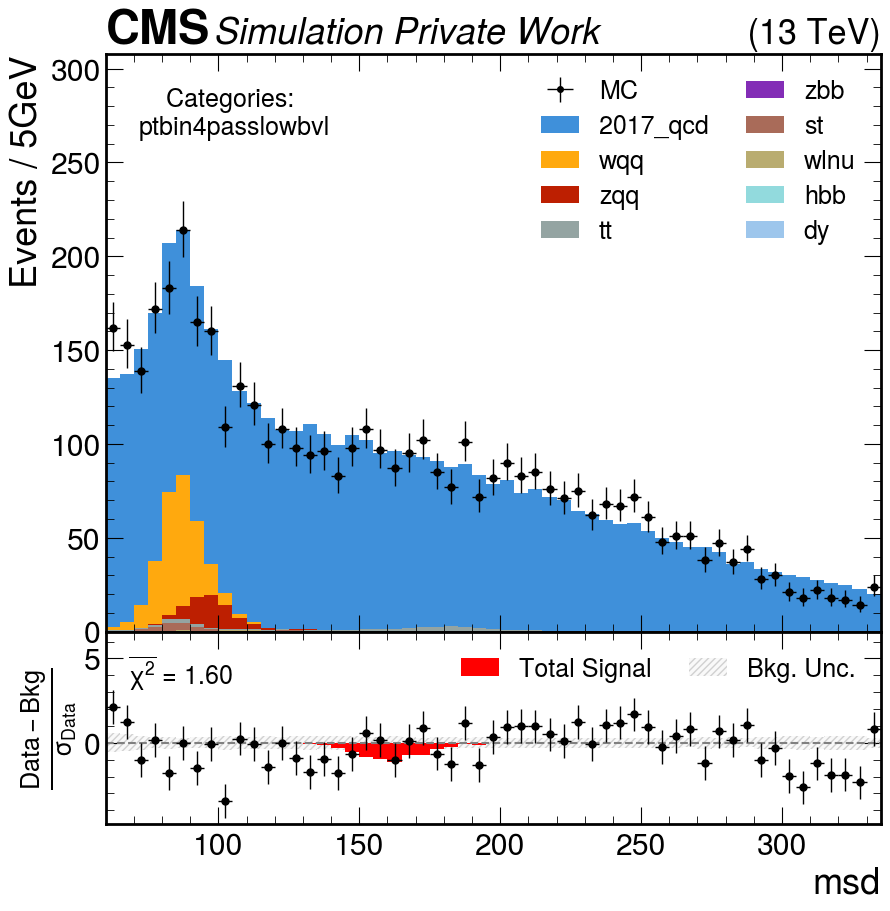 CMS Simulation Private Work (13 TeV)
Events / 5GeV
300
250
200
150
100
50
0
Categories:
ptbin4passlowbvl
MC
2017_qcd
wqq
zqq
tt
zbb
st
wlnu
hbb
dy
Data – Bkg
σData
5
0
χ² = 1.60
Total Signal
Bkg. Unc.
100 150 200 250 300
msd